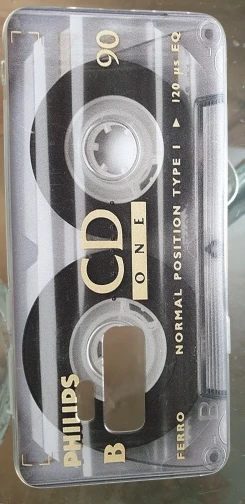 PHILIPS
B
CD
ONE
90
FERRO NORMAL POSITION TYPE I ▶ 120 µs EQ
B